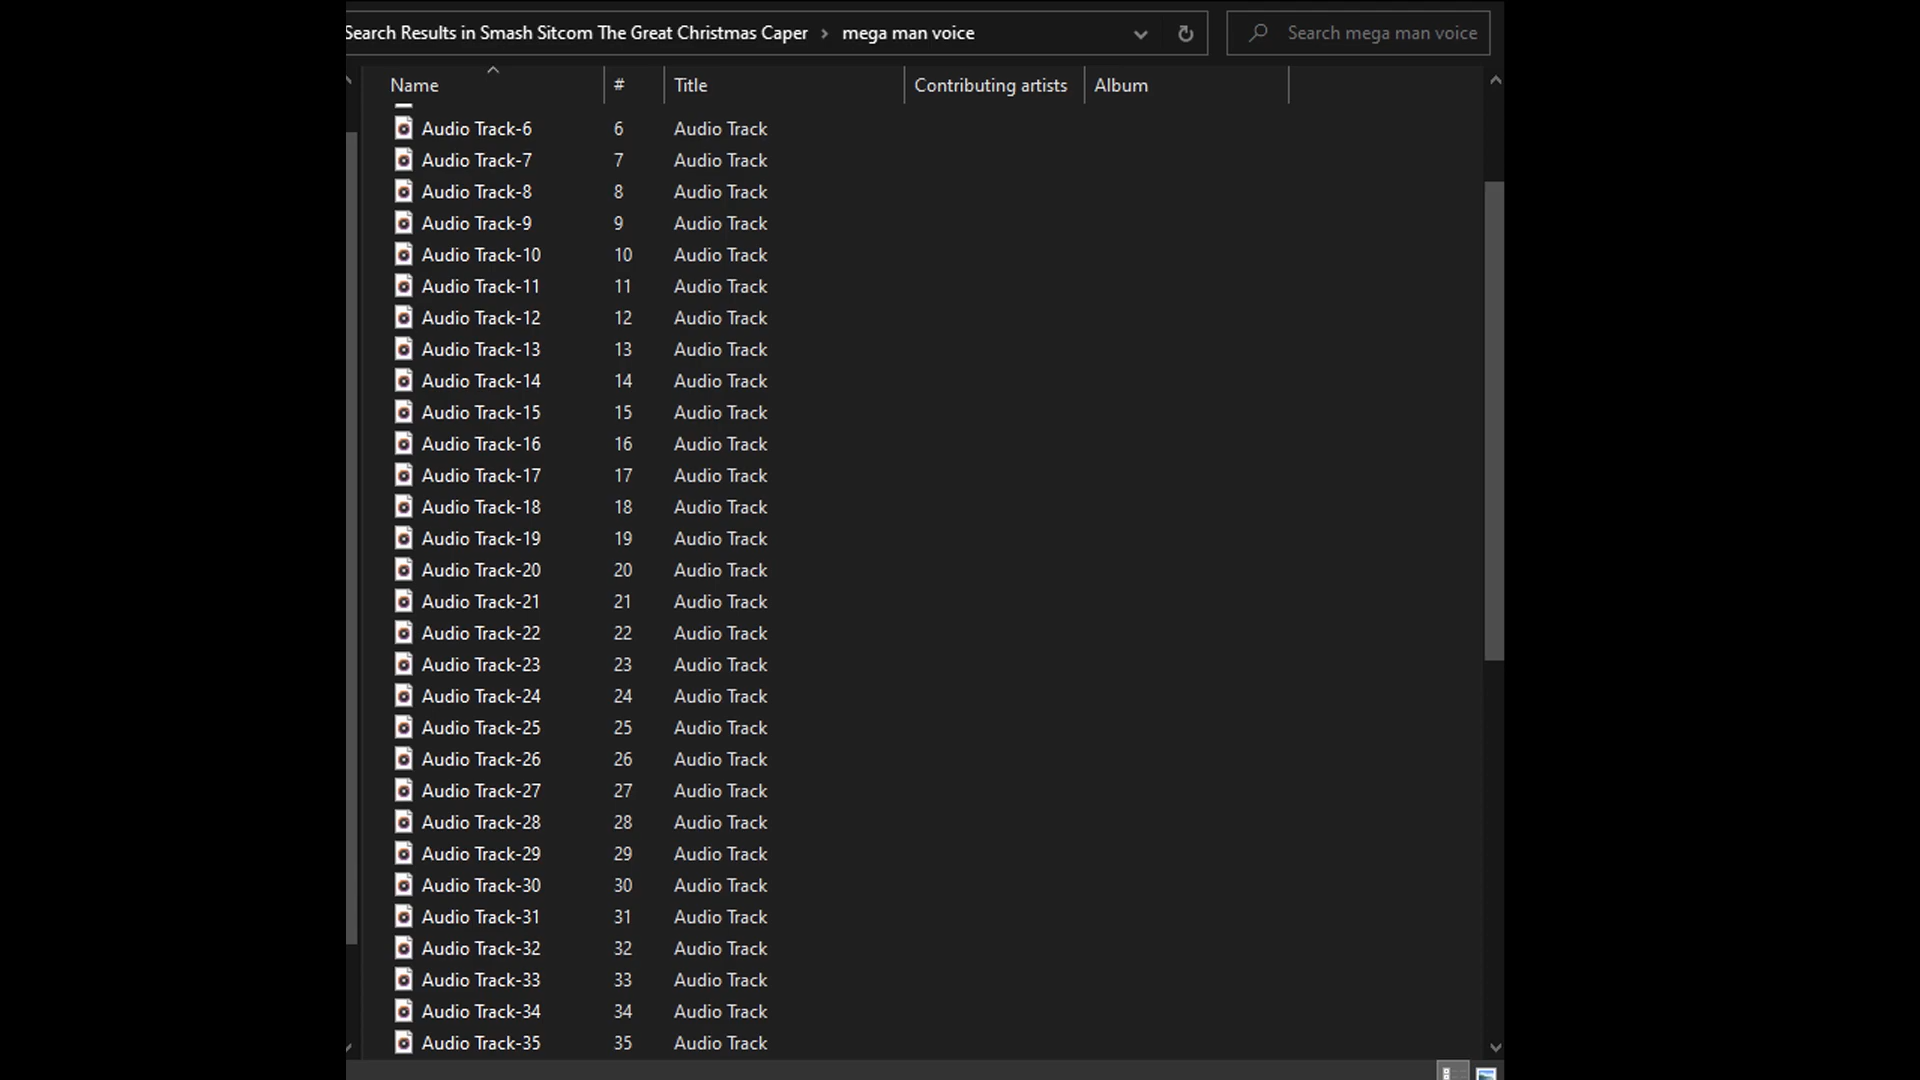 Search Results in Smash Sitcom The Great Christmas Caper > mega man voice
Search mega man voice
Name # Title Contributing artists Album
Audio Track-6 6 Audio Track
Audio Track-7 7 Audio Track
Audio Track-8 8 Audio Track
Audio Track-9 9 Audio Track
Audio Track-10 10 Audio Track
Audio Track-11 11 Audio Track
Audio Track-12 12 Audio Track
Audio Track-13 13 Audio Track
Audio Track-14 14 Audio Track
Audio Track-15 15 Audio Track
Audio Track-16 16 Audio Track
Audio Track-17 17 Audio Track
Audio Track-18 18 Audio Track
Audio Track-19 19 Audio Track
Audio Track-20 20 Audio Track
Audio Track-21 21 Audio Track
Audio Track-22 22 Audio Track
Audio Track-23 23 Audio Track
Audio Track-24 24 Audio Track
Audio Track-25 25 Audio Track
Audio Track-26 26 Audio Track
Audio Track-27 27 Audio Track
Audio Track-28 28 Audio Track
Audio Track-29 29 Audio Track
Audio Track-30 30 Audio Track
Audio Track-31 31 Audio Track
Audio Track-32 32 Audio Track
Audio Track-33 33 Audio Track
Audio Track-34 34 Audio Track
Audio Track-35 35 Audio Track